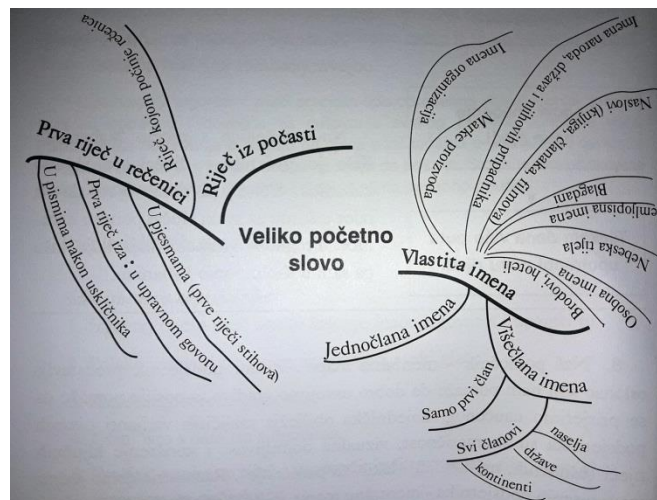 Veliko početno
slovo
Prva riječ u rečenici
Riječ kojom počinje rečenica
U pismima nakon uskličnika
Prva riječ iza : u upravnom govoru
U pjesmama (prve riječi stihova)
Riječ iz počasti
Vlastita imena
Imena organizacija
Marke proizvoda
Imena naroda, država i njihovih pripadnika
Naslovi (knjiga, članaka, filmova)
Blagdani
emljopisna imena
Nebeska tijela
Osobna imena
Brodovi, hoteli
Jednočlana imena
Višečlana imena
Samo prvi član
Svi članovi
naselja
države
kontinenti